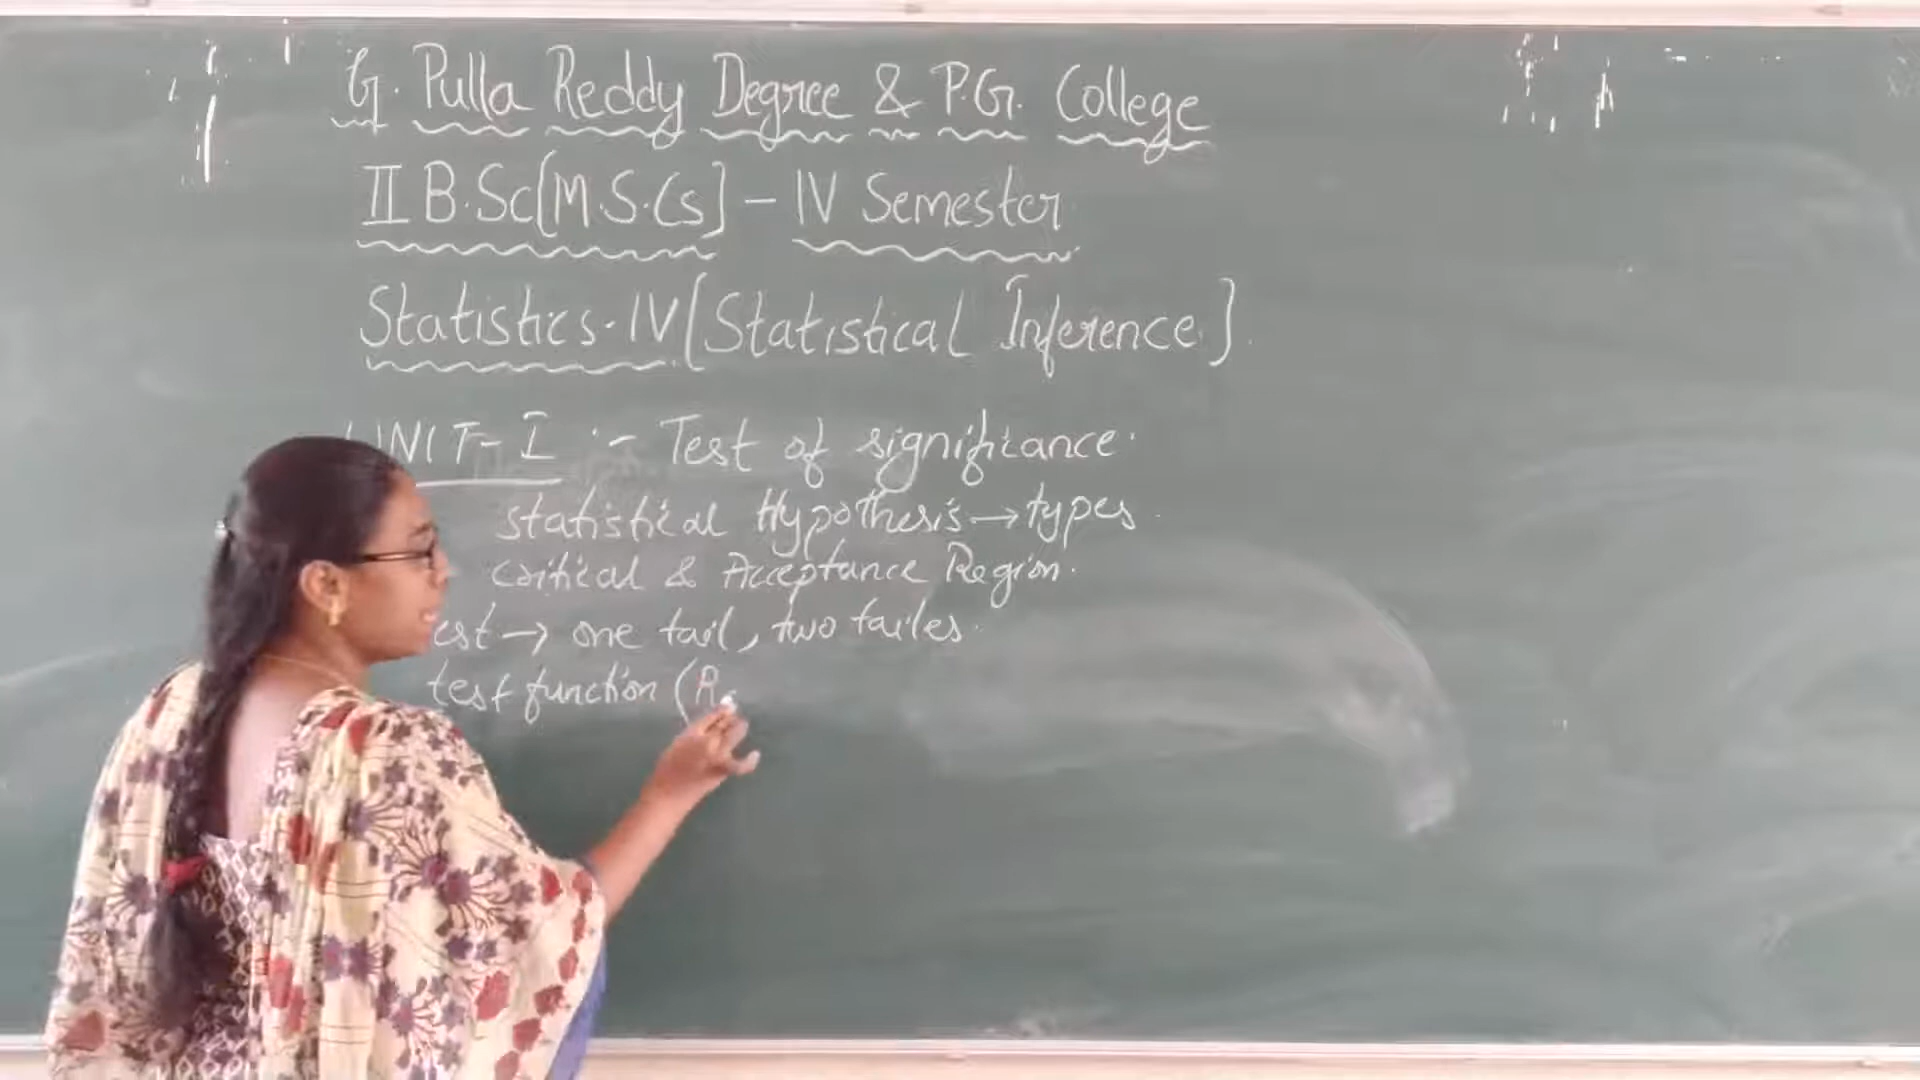 G. Pulla Reddy Degree & P.G. College
II B.Sc[M.S.Cs] - IV Semester
Statistics-IV [Statistical Inference].
UNIT-I :- Test of significance.
statistical Hypothesis → types.
critical & Acceptance Region.
est → one tail, two tailes.
test function (R